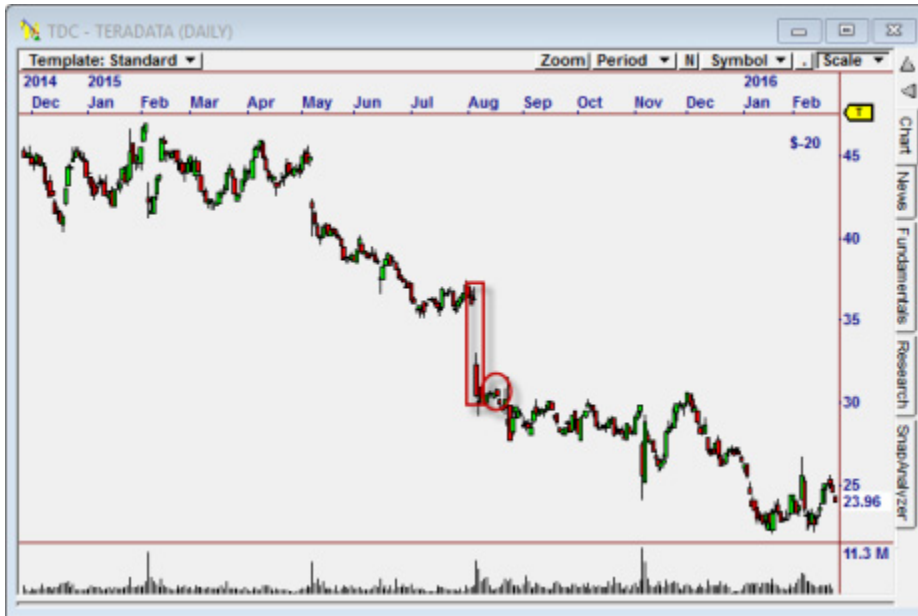 TDC - TERADATA (DAILY)
Template: Standard Zoom Period N Symbol . Scale
2014 2015 2016
Dec Jan Feb Mar Apr May Jun Jul Aug Sep Oct Nov Dec Jan Feb
T
$-20
45
40
35
30
25
23.96
11.3 M
Chart
News
Fundamentals
Research
SnapAnalyzer